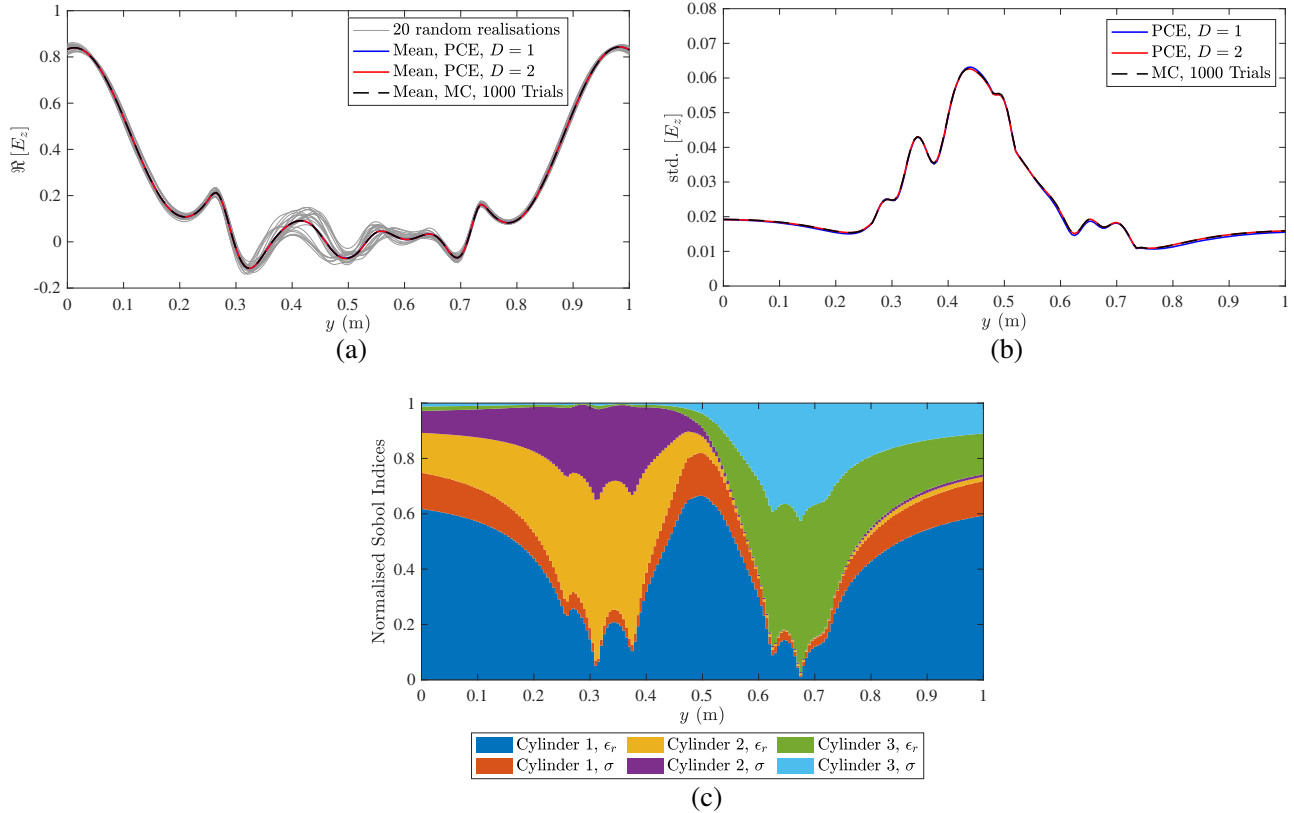 20 random realisations
Mean, PCE, D = 1
Mean, PCE, D = 2
Mean, MC, 1000 Trials
1
0.8
0.6
0.4
0.2
0
-0.2
ℜ [E_z]
0 0.1 0.2 0.3 0.4 0.5 0.6 0.7 0.8 0.9 1
y (m)
(a)
PCE, D = 1
PCE, D = 2
MC, 1000 Trials
0.08
0.07
0.06
0.05
0.04
0.03
0.02
0.01
0
std. [E_z]
0 0.1 0.2 0.3 0.4 0.5 0.6 0.7 0.8 0.9 1
y (m)
(b)
1
0.8
0.6
0.4
0.2
0
Normalised Sobol Indices
0 0.1 0.2 0.3 0.4 0.5 0.6 0.7 0.8 0.9 1
y (m)
Cylinder 1, ϵ_r Cylinder 2, ϵ_r Cylinder 3, ϵ_r
Cylinder 1, σ Cylinder 2, σ Cylinder 3, σ
(c)